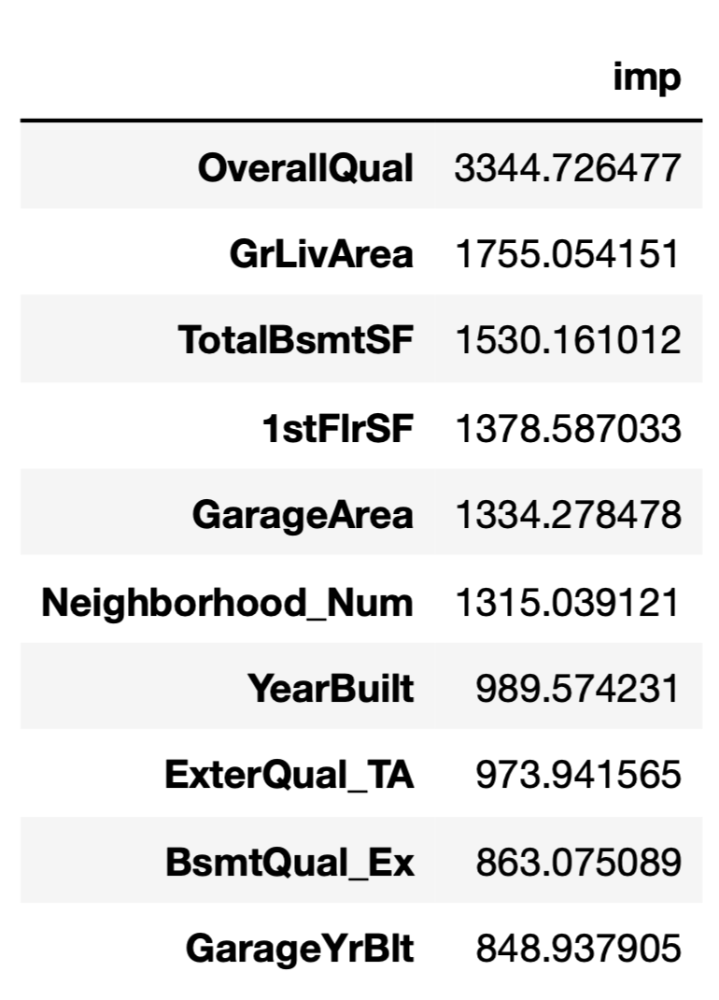 imp
OverallQual 3344.726477
GrLivArea 1755.054151
TotalBsmtSF 1530.161012
1stFlrSF 1378.587033
GarageArea 1334.278478
Neighborhood_Num 1315.039121
YearBuilt 989.574231
ExterQual_TA 973.941565
BsmtQual_Ex 863.075089
GarageYrBlt 848.937905